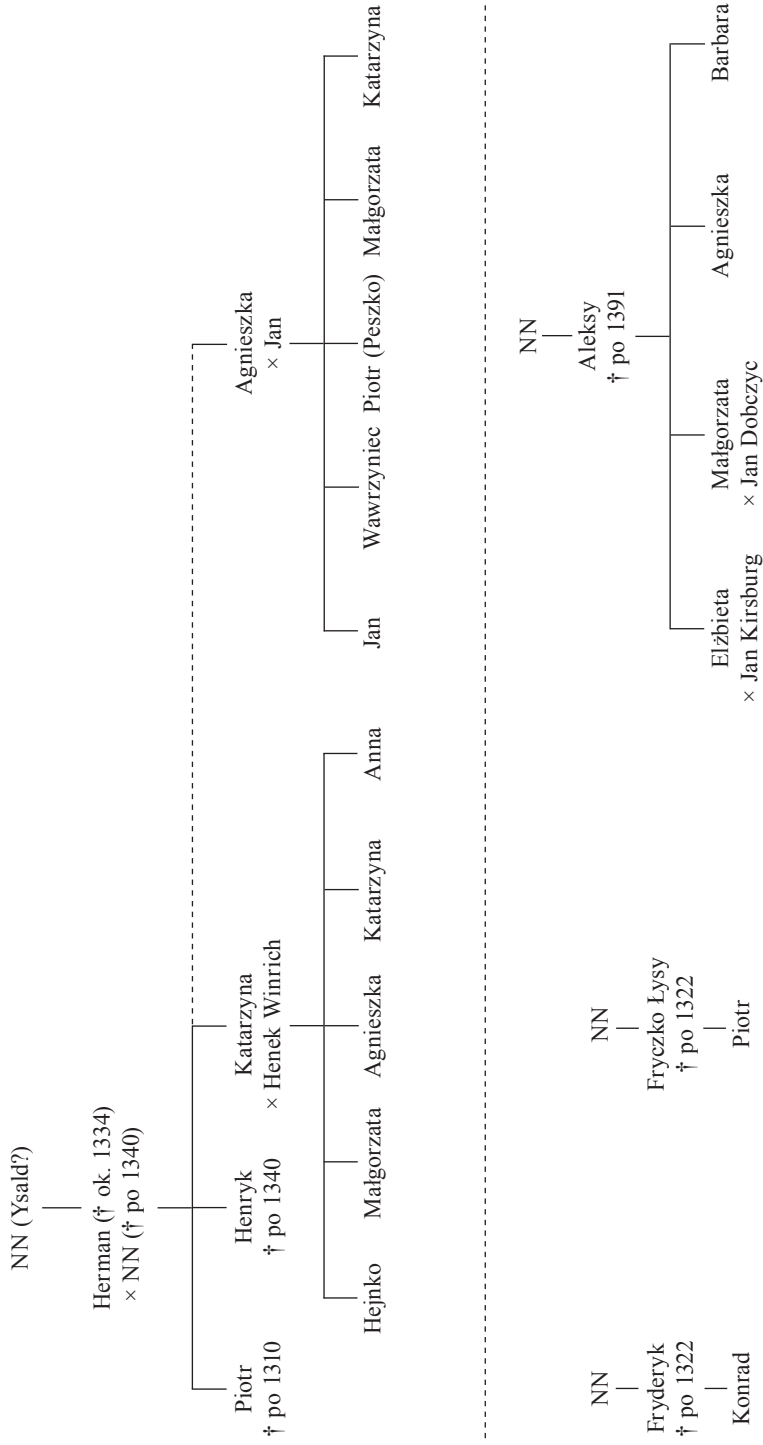 NN (Ysald?)
Herman († ok. 1334)
× NN († po 1340)
Piotr
† po 1310
Henryk
† po 1340
Katarzyna
× Henek Winrich
Agnieszka
× Jan
Hejnko
Małgorzata
Agnieszka
Katarzyna
Anna
Jan
Wawrzyniec
Piotr (Peszko)
Małgorzata
Katarzyna
NN
Fryderyk
† po 1322
Konrad
NN
Fryczko Łysy
† po 1322
Piotr
NN
Aleksy
† po 1391
Elżbieta
× Jan Kirsburg
Małgorzata
× Jan Dobczyc
Agnieszka
Barbara